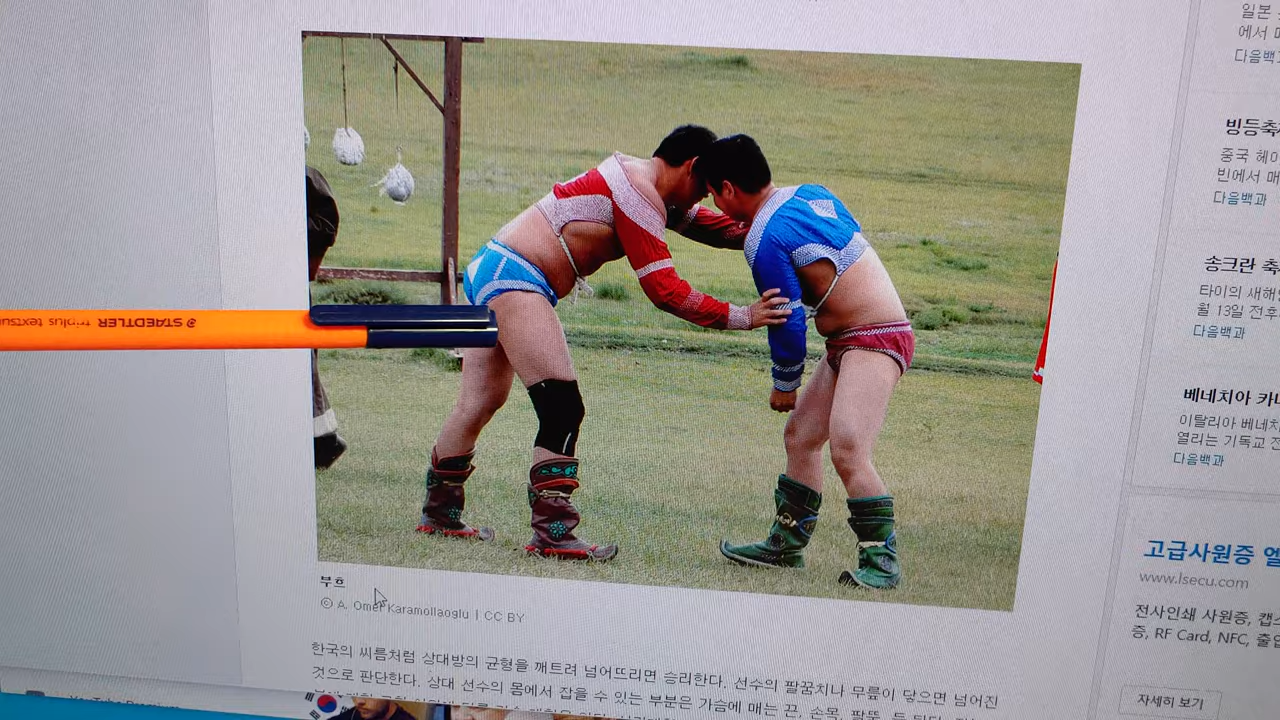 STAEDTLER triplus textsu
부흐
© A. Omer Karamollaoglu | CC BY
한국의 씨름처럼 상대방의 균형을 깨트려 넘어뜨리면 승리한다. 선수의 팔꿈치나 무릎이 닿으면 넘어진
것으로 판단한다. 상대 선수의 몸에서 잡을 수 있는 부분은 가슴에 매는 끈, 손목, 팔뚝, 등
일본
에서
다음백과
빙등축
중국 헤이
빈에서 매
다음백과
송크란 축
타이의 새해
월 13일 전후
다음백과
베네치아 카
이탈리아 베네치
열리는 기독교
다음백과
고급사원증
www.lsecu.com
전사인쇄 사원증, 캡스
증, RF Card, NFC, 출입
자세히 보기